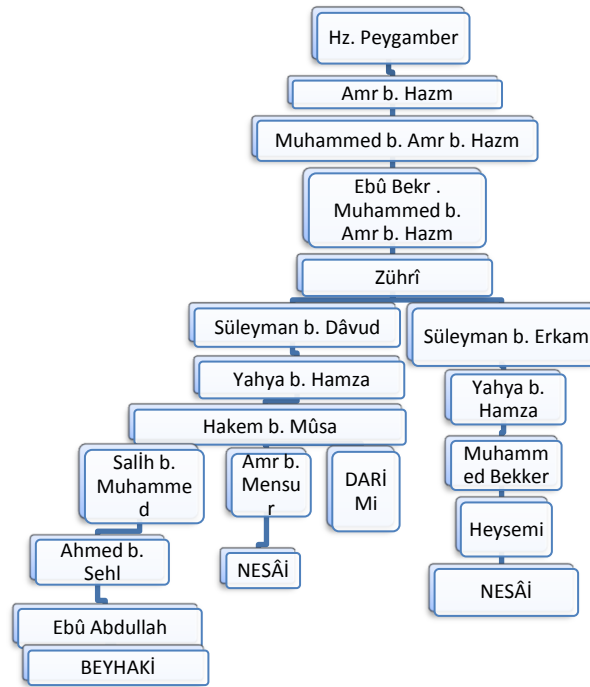 Hz. Peygamber
Amr b. Hazm
Muhammed b. Amr b. Hazm
Ebû Bekr .
Muhammed b.
Amr b. Hazm
Zührî
Süleyman b. Dâvud
Süleyman b. Erkam
Yahya b. Hamza
Yahya b.
Hamza
Hakem b. Mûsa
Salİh b.
Muhamme
d
Amr b.
Mensu
r
DARİ
Mi
Muhamm
ed Bekker
Ahmed b.
Sehl
NESÂİ
Heysemi
NESÂİ
Ebû Abdullah
BEYHAKİ